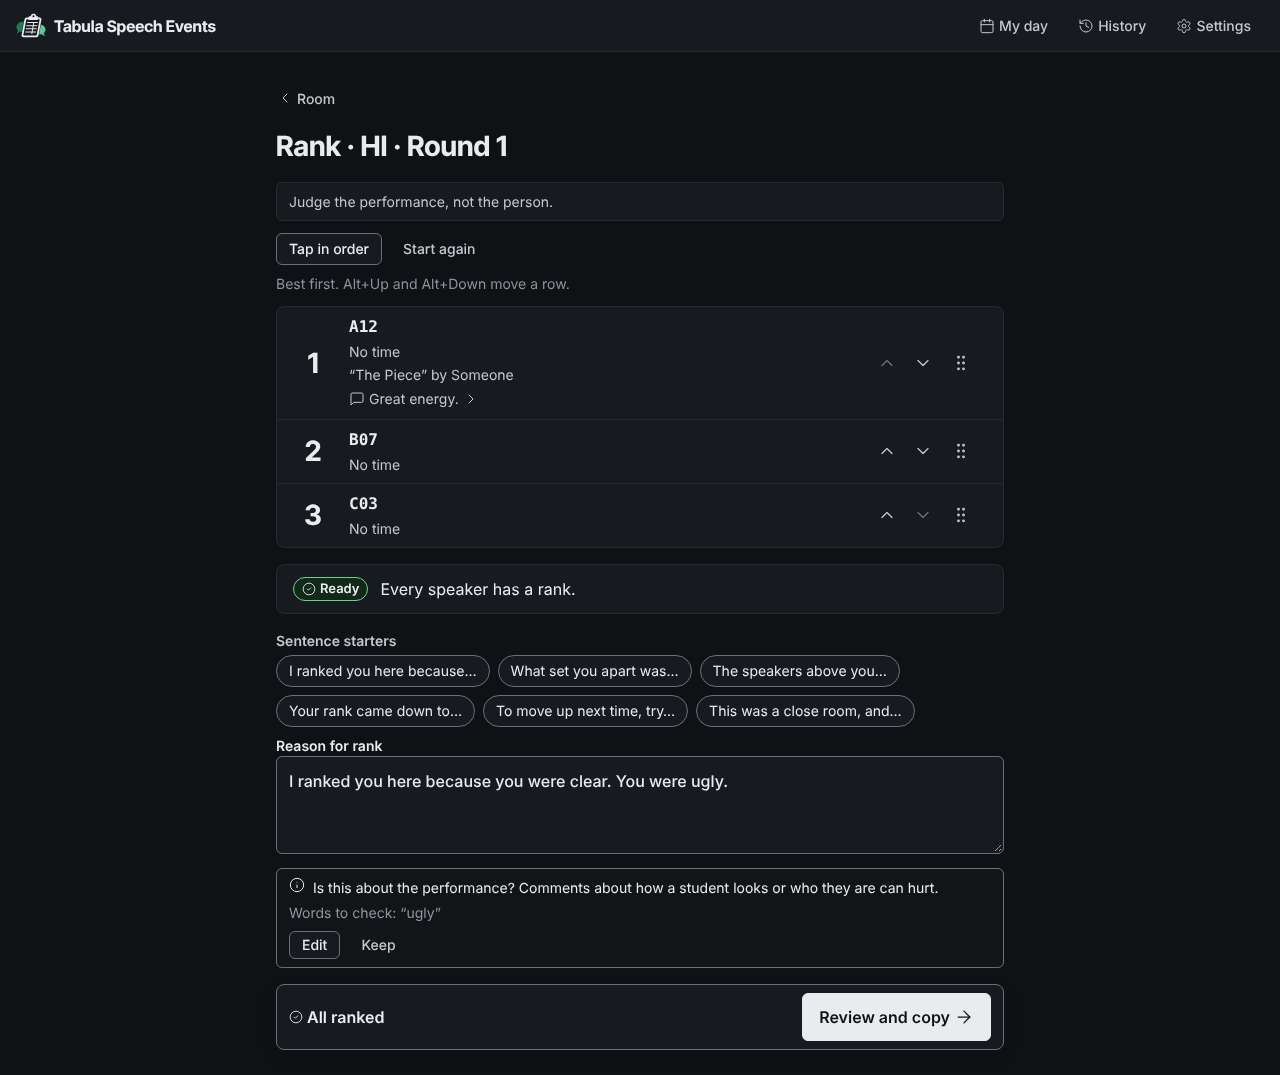 Tabula Speech Events
My day
History
Settings
Room
Rank · HI · Round 1
Judge the performance, not the person.
Tap in order
Start again
Best first. Alt+Up and Alt+Down move a row.
1
A12
No time
“The Piece” by Someone
Great energy.
2
B07
No time
3
C03
No time
Ready
Every speaker has a rank.
Sentence starters
I ranked you here because...
What set you apart was...
The speakers above you...
Your rank came down to...
To move up next time, try...
This was a close room, and...
Reason for rank
I ranked you here because you were clear. You were ugly.
Is this about the performance? Comments about how a student looks or who they are can hurt.
Words to check: “ugly”
Edit
Keep
All ranked
Review and copy